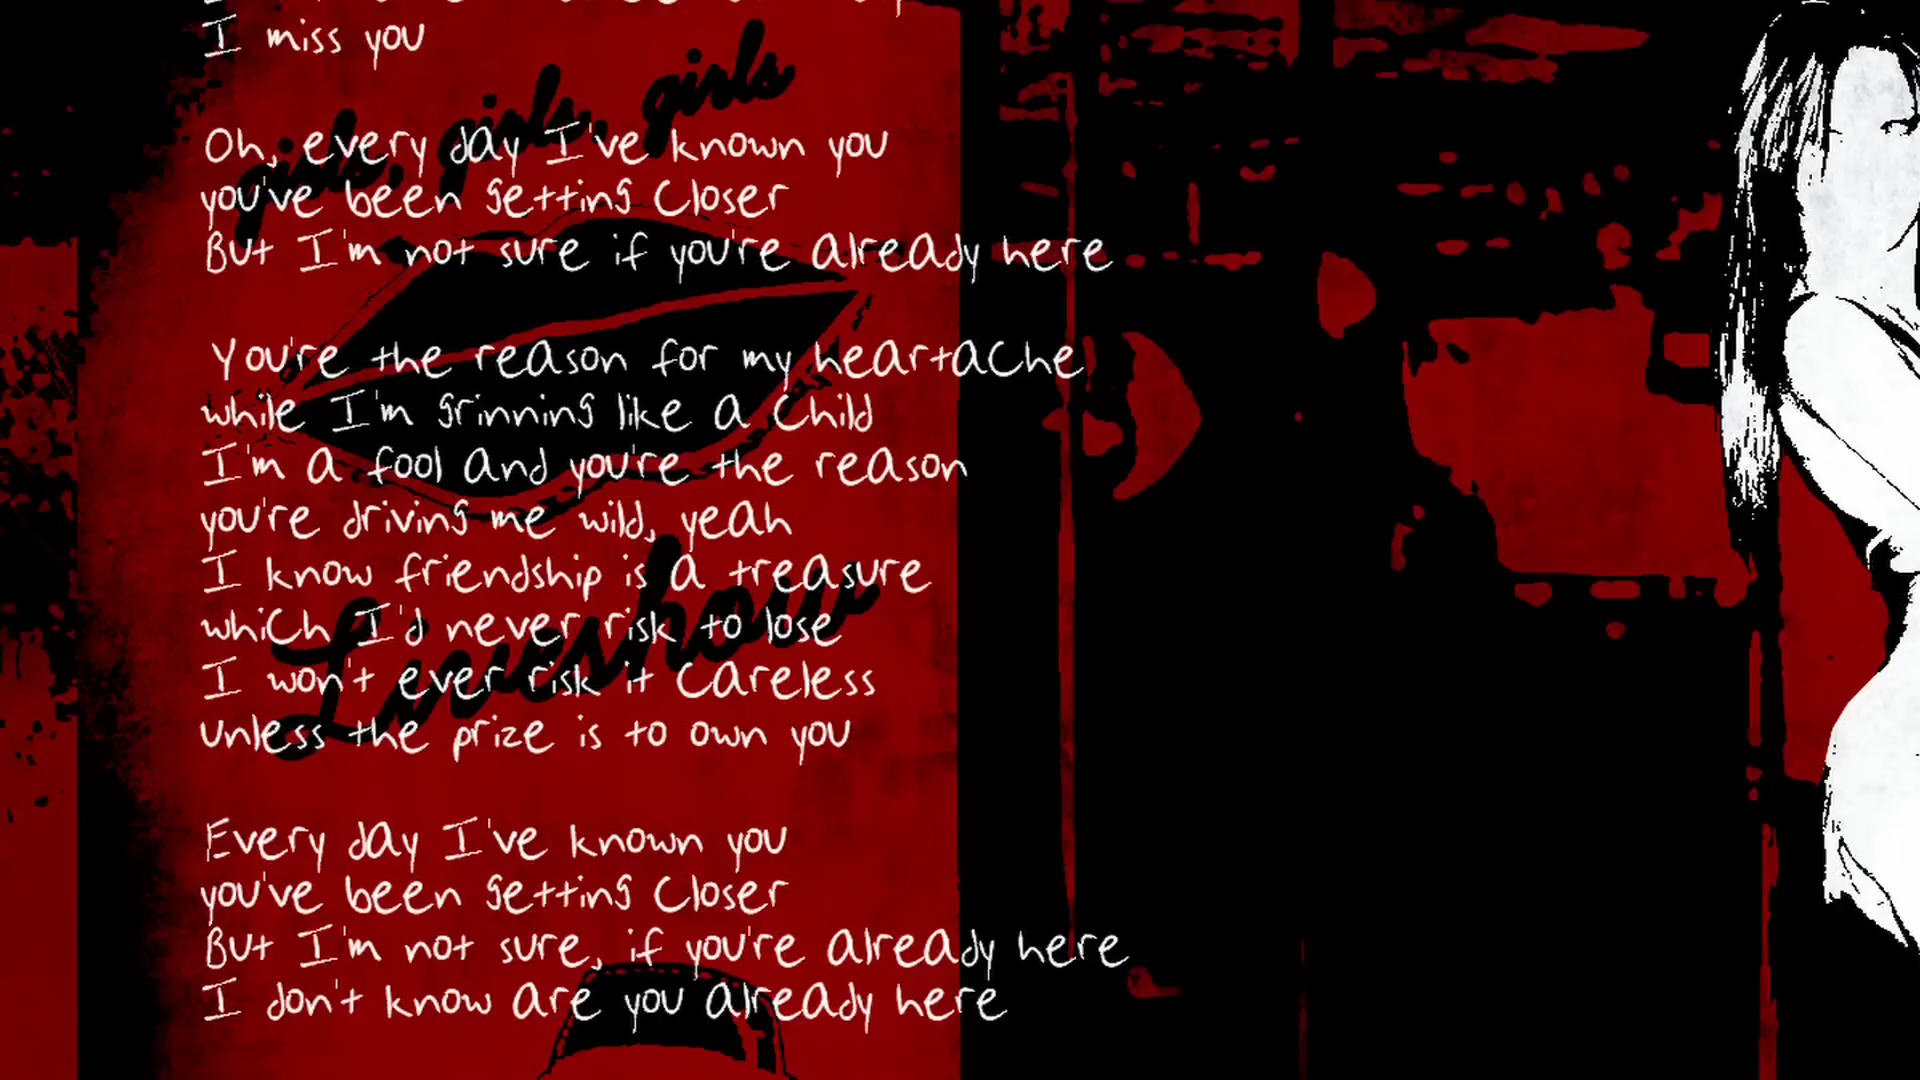 I miss you
girls, girls, girls
Oh, every day I've known you
you've been getting closer
But I'm not sure if you're already here
You're the reason for my heartache
while I'm grinning like a child
I'm a fool and you're the reason
you're driving me wild, yeah
I know friendship is a treasure
which I'd never risk to lose
I won't ever risk it careless
unless the prize is to own you
Liveshow
Every day I've known you
you've been getting closer
But I'm not sure, if you're already here
I don't know are you already here